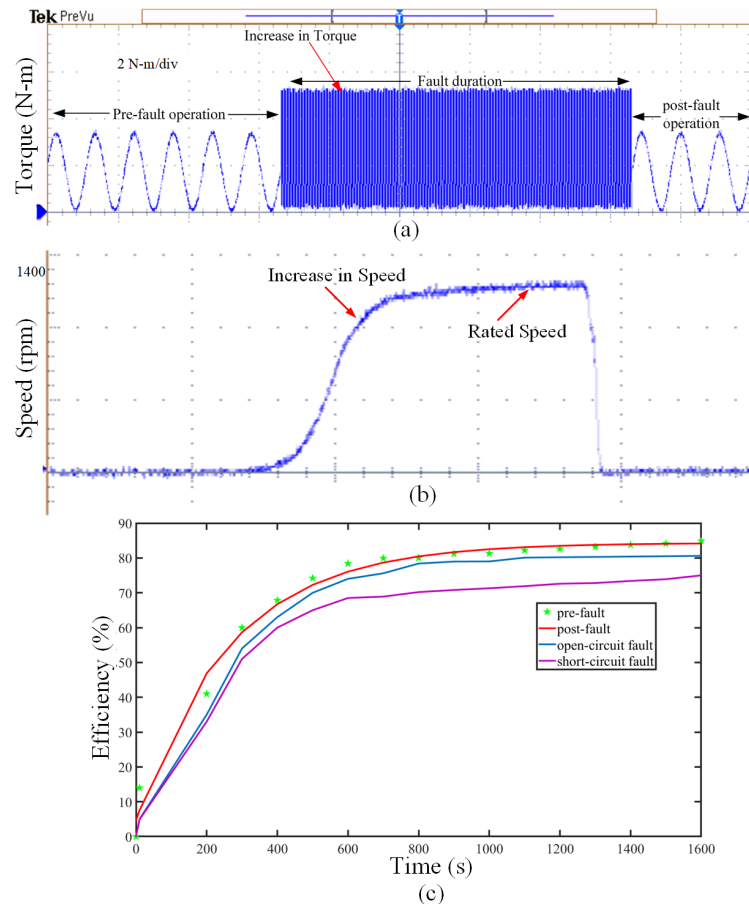 Tek PreVu
T
Increase in Torque
2 N-m/div
Fault duration
Pre-fault operation
post-fault
operation
Torque (N-m)
(a)
1400
Increase in Speed
Rated Speed
Speed (rpm)
(b)
90
80
70
60
50
40
30
20
10
0
Efficiency (%)
pre-fault
post-fault
open-circuit fault
short-circuit fault
0 200 400 600 800 1000 1200 1400 1600
Time (s)
(c)